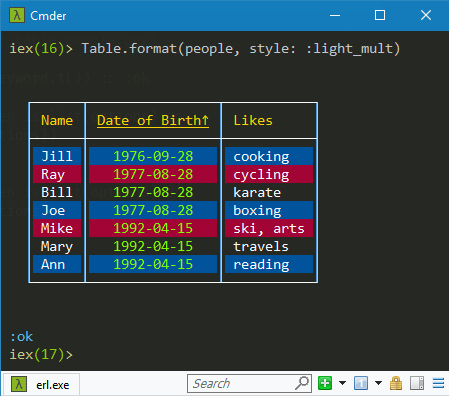 Cmder
iex(16)> Table.format(people, style: :light_mult)
Name Date of Birth↑ Likes
Jill 1976-09-28 cooking
Ray 1977-08-28 cycling
Bill 1977-08-28 karate
Joe 1977-08-28 boxing
Mike 1992-04-15 ski, arts
Mary 1992-04-15 travels
Ann 1992-04-15 reading
:ok
iex(17)>
erl.exe Search 1